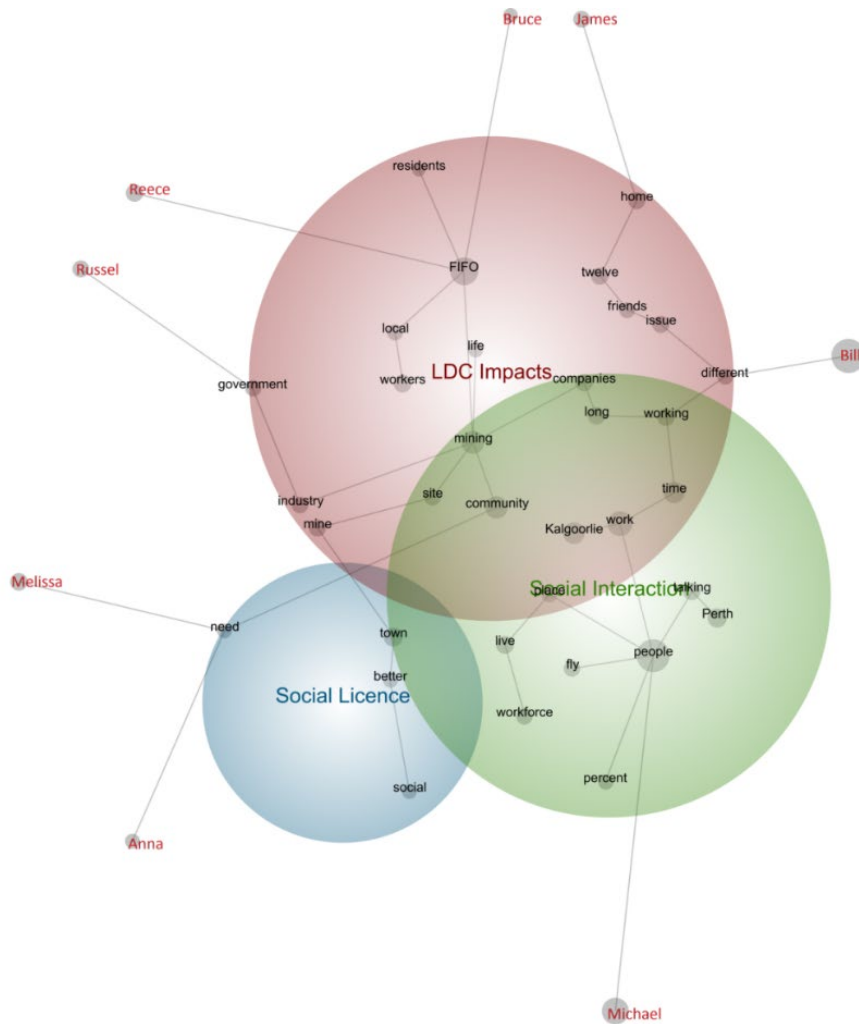 Bruce
James
residents
Reece
home
FIFO
Russel
twelve
friends
local
issue
life
Bill
LDC Impacts
different
government
workers
companies
long
working
mining
time
site
industry
community
mine
work
Kalgoorlie
Melissa
Social Interaction
place
talking
Perth
need
town
live
people
fly
better
Social Licence
workforce
percent
social
Anna
Michael